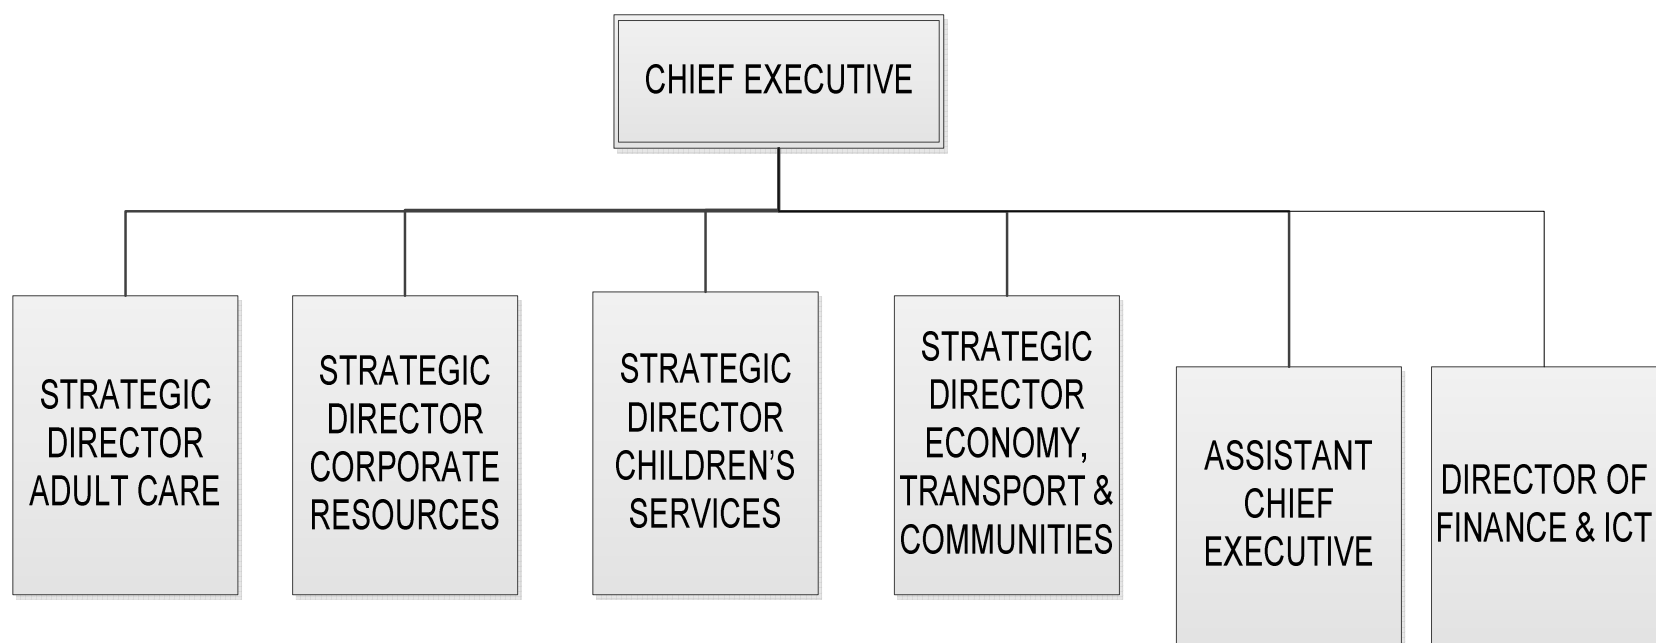 CHIEF EXECUTIVE
STRATEGIC
DIRECTOR
ADULT CARE
STRATEGIC
DIRECTOR
CORPORATE
RESOURCES
STRATEGIC
DIRECTOR
CHILDREN’S
SERVICES
STRATEGIC
DIRECTOR
ECONOMY,
TRANSPORT &
COMMUNITIES
ASSISTANT
CHIEF
EXECUTIVE
DIRECTOR OF
FINANCE & ICT